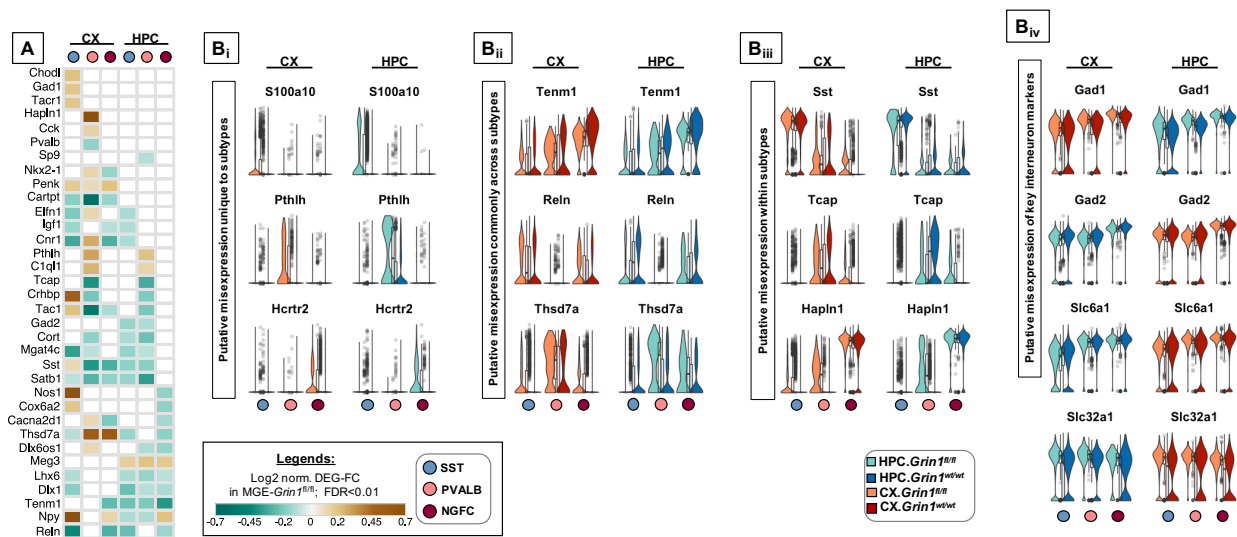 A
CX HPC
Chodl
Gad1
Tacr1
Hapln1
Cck
Pvalb
Sp9
Nkx2-1
Penk
Cartpt
Elfn1
Igf1
Cnr1
Pthlh
C1ql1
Tcap
Crhbp
Tac1
Gad2
Cort
Mgat4c
Sst
Satb1
Nos1
Cox6a2
Cacna2d1
Thsd7a
Dlx6os1
Meg3
Lhx6
Dlx1
Tenm1
Npy
Reln
Bi
Putative misexpression unique to subtypes
CX HPC
S100a10 S100a10
Pthlh Pthlh
Hcrtr2 Hcrtr2
Bii
Putative misexpression commonly across subtypes
CX HPC
Tenm1 Tenm1
Reln Reln
Thsd7a Thsd7a
Biii
Putative misexpression within subtypes
CX HPC
Sst Sst
Tcap Tcap
Hapln1 Hapln1
Biv
Putative misexpression of key interneuron markers
CX HPC
Gad1 Gad1
Gad2 Gad2
Slc6a1 Slc6a1
Slc32a1 Slc32a1
Legends:
Log2 norm. DEG-FC
in MGE-Grin1fl/fl; FDR<0.01
-0.7 -0.45 -0.2 0 0.2 0.45 0.7
SST
PVALB
NGFC
HPC.Grin1fl/fl
HPC.Grin1wt/wt
CX.Grin1fl/fl
CX.Grin1wt/wt